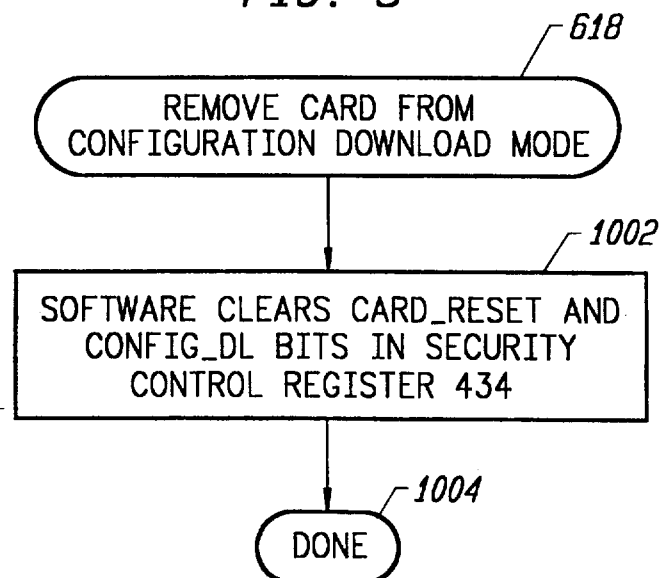 618
REMOVE CARD FROM
CONFIGURATION DOWNLOAD MODE
1002
SOFTWARE CLEARS CARD_RESET AND
CONFIG_DL BITS IN SECURITY
CONTROL REGISTER 434
1004
DONE